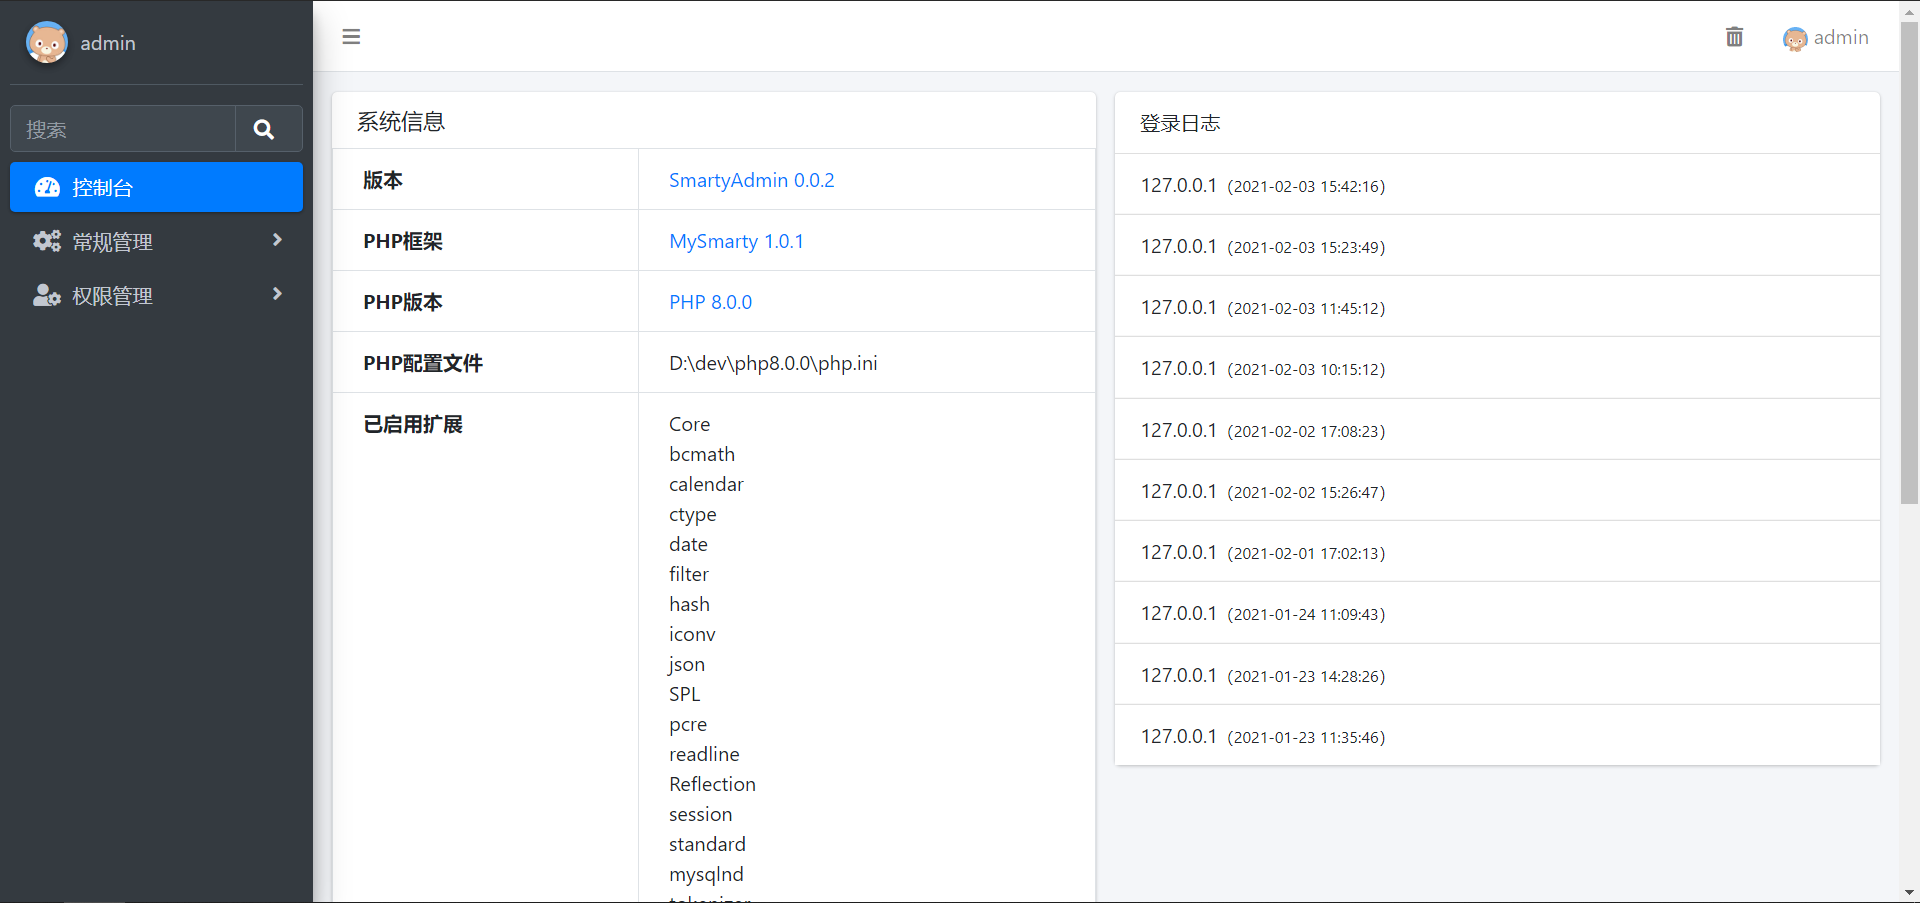 admin
搜索
控制台
常规管理
权限管理
admin
系统信息
版本 SmartyAdmin 0.0.2
PHP框架 MySmarty 1.0.1
PHP版本 PHP 8.0.0
PHP配置文件 D:\dev\php8.0.0\php.ini
已启用扩展 Core
bcmath
calendar
ctype
date
filter
hash
iconv
json
SPL
pcre
readline
Reflection
session
standard
mysqlnd
登录日志
127.0.0.1 (2021-02-03 15:42:16)
127.0.0.1 (2021-02-03 15:23:49)
127.0.0.1 (2021-02-03 11:45:12)
127.0.0.1 (2021-02-03 10:15:12)
127.0.0.1 (2021-02-02 17:08:23)
127.0.0.1 (2021-02-02 15:26:47)
127.0.0.1 (2021-02-01 17:02:13)
127.0.0.1 (2021-01-24 11:09:43)
127.0.0.1 (2021-01-23 14:28:26)
127.0.0.1 (2021-01-23 11:35:46)